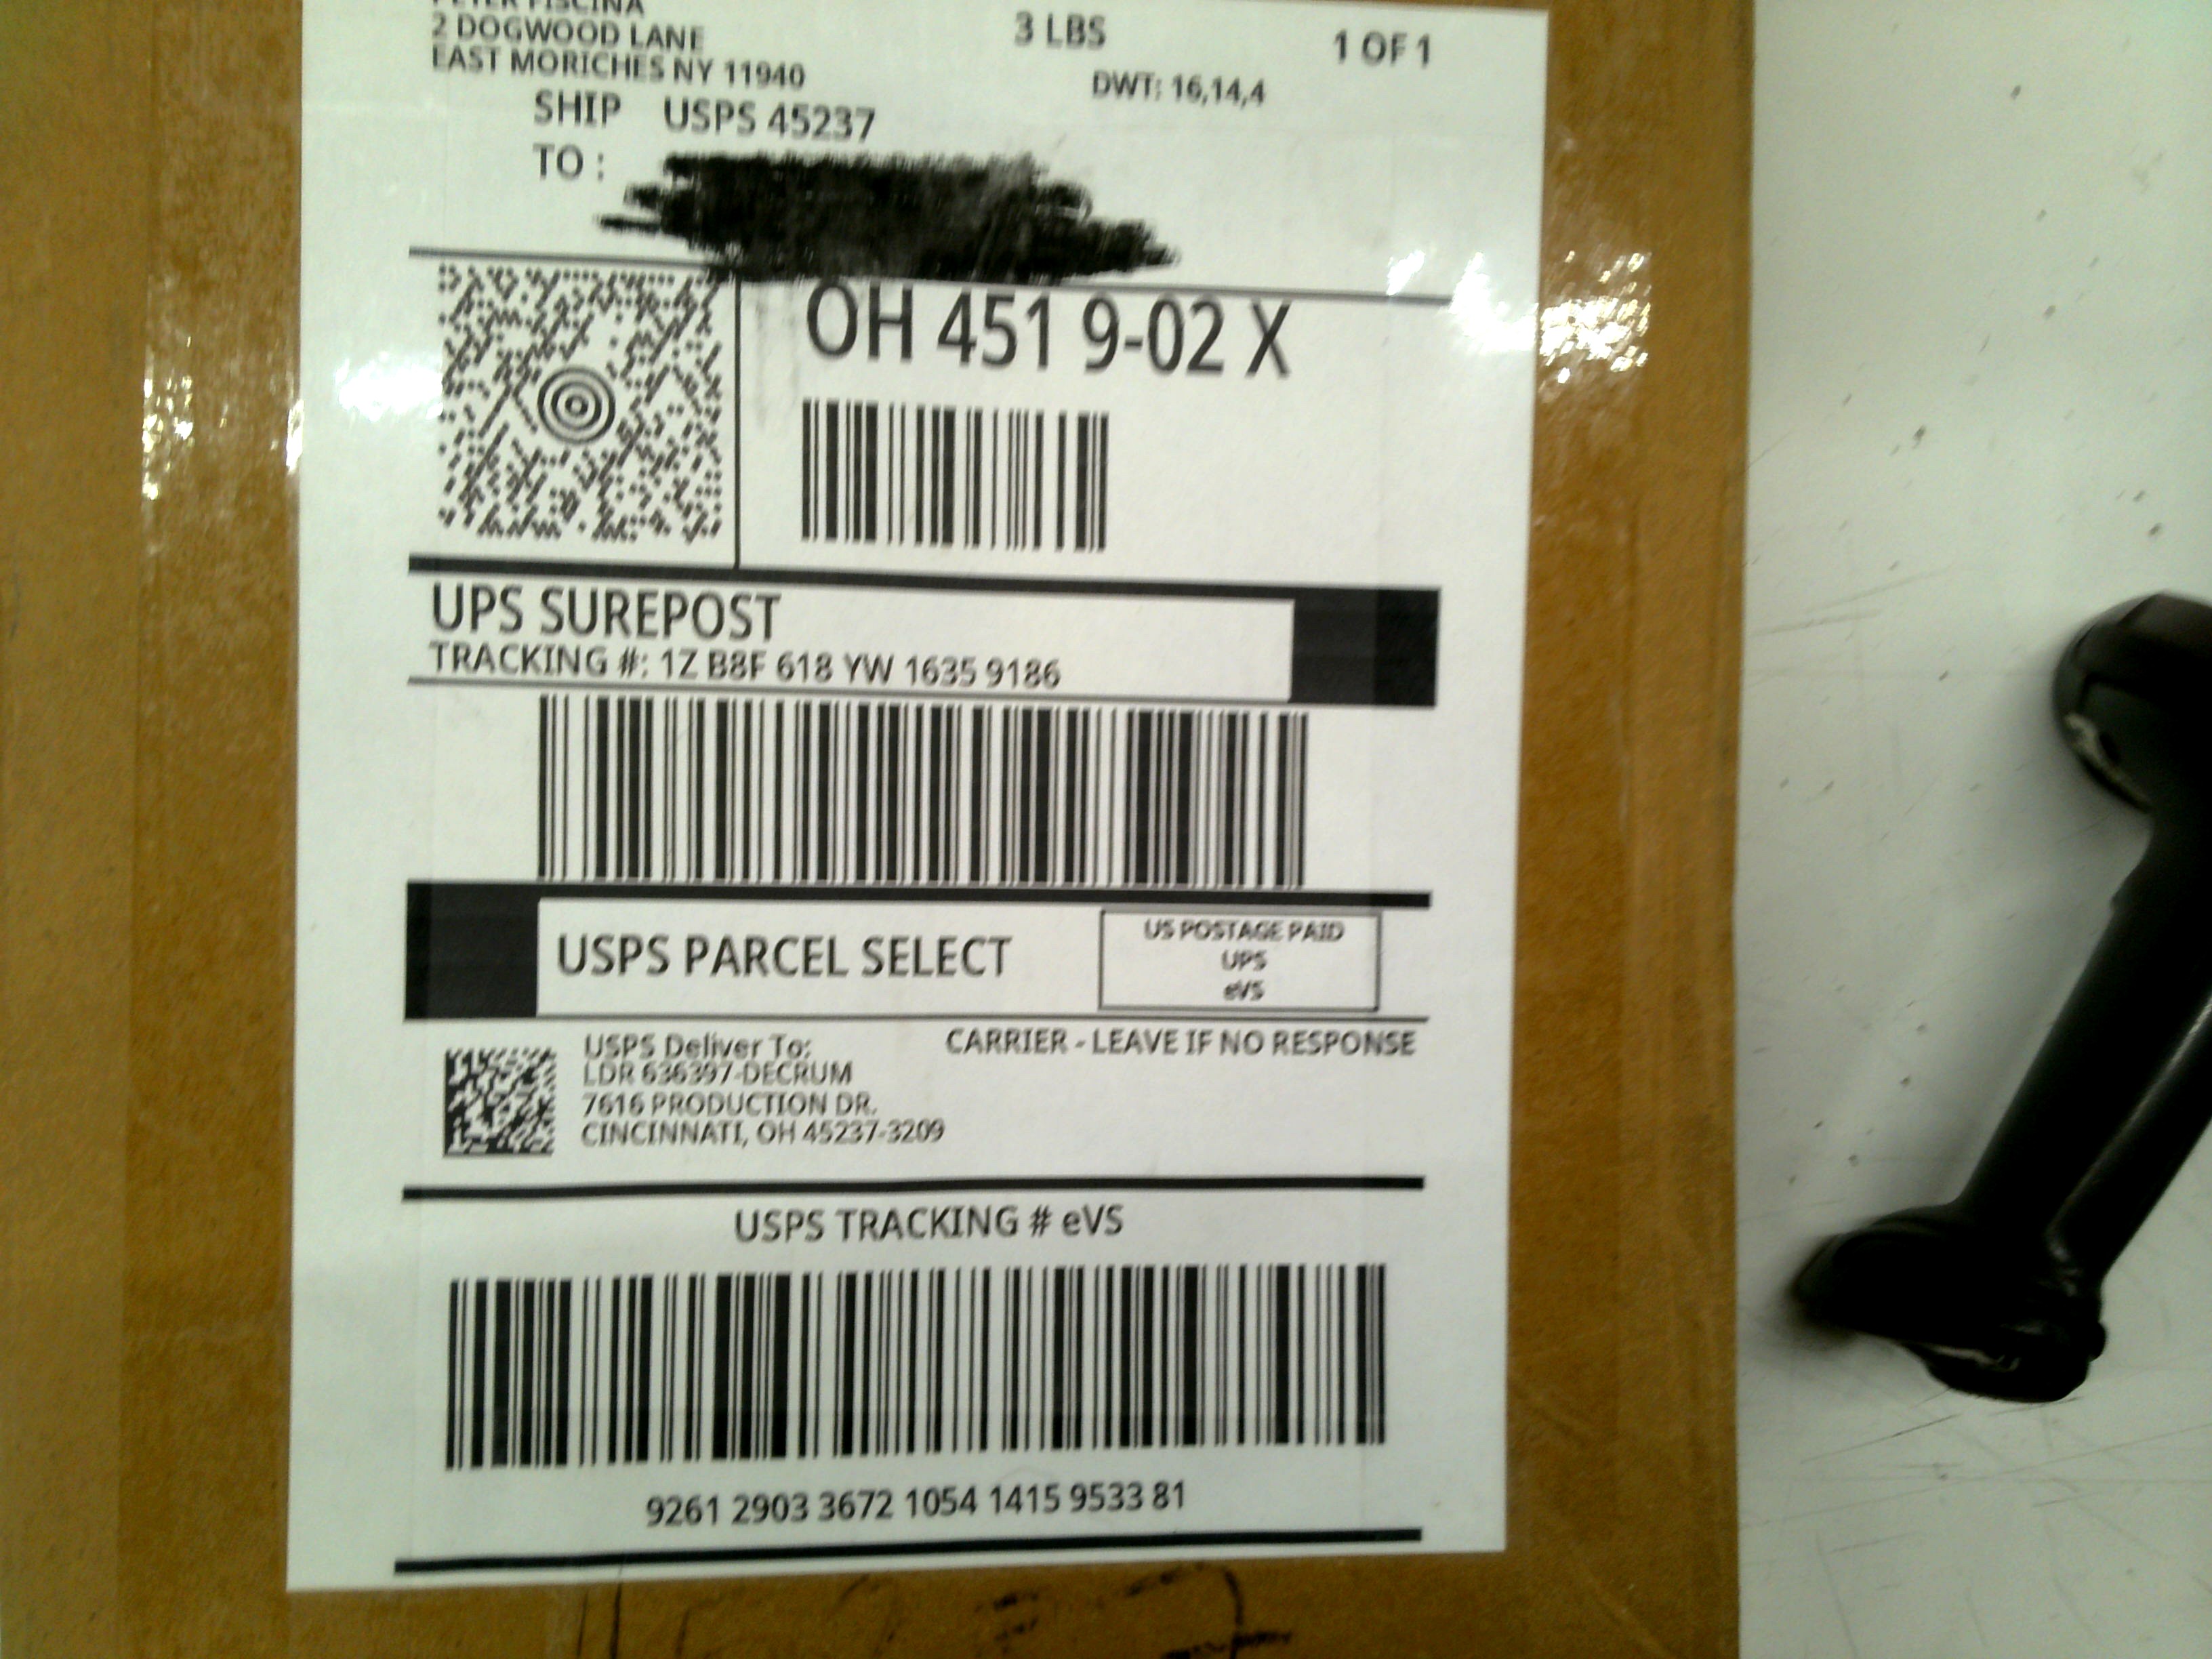 PETER FISCINA
2 DOGWOOD LANE
EAST MORICHES NY 11940
3 LBS
1 OF 1
DWT: 16,14,4
SHIP USPS 45237
TO :
OH 451 9-02 X
UPS SUREPOST
TRACKING #: 1Z B8F 618 YW 1635 9186
USPS PARCEL SELECT
US POSTAGE PAID
UPS
eVS
USPS Deliver To:
CARRIER - LEAVE IF NO RESPONSE
LDR 636397-DECRUM
7616 PRODUCTION DR.
CINCINNATI, OH 45237-3209
USPS TRACKING # eVS
9261 2903 3672 1054 1415 9533 81